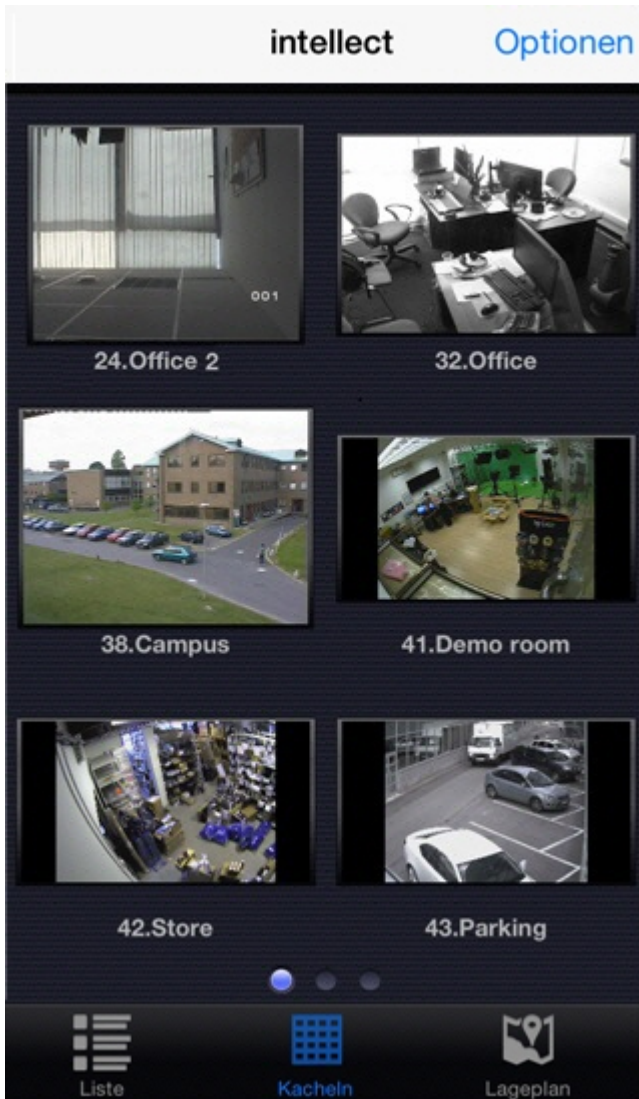 intellect Optionen
001
24.Office 2 32.Office
38.Campus 41.Demo room
42.Store 43.Parking
Liste Kacheln Lageplan